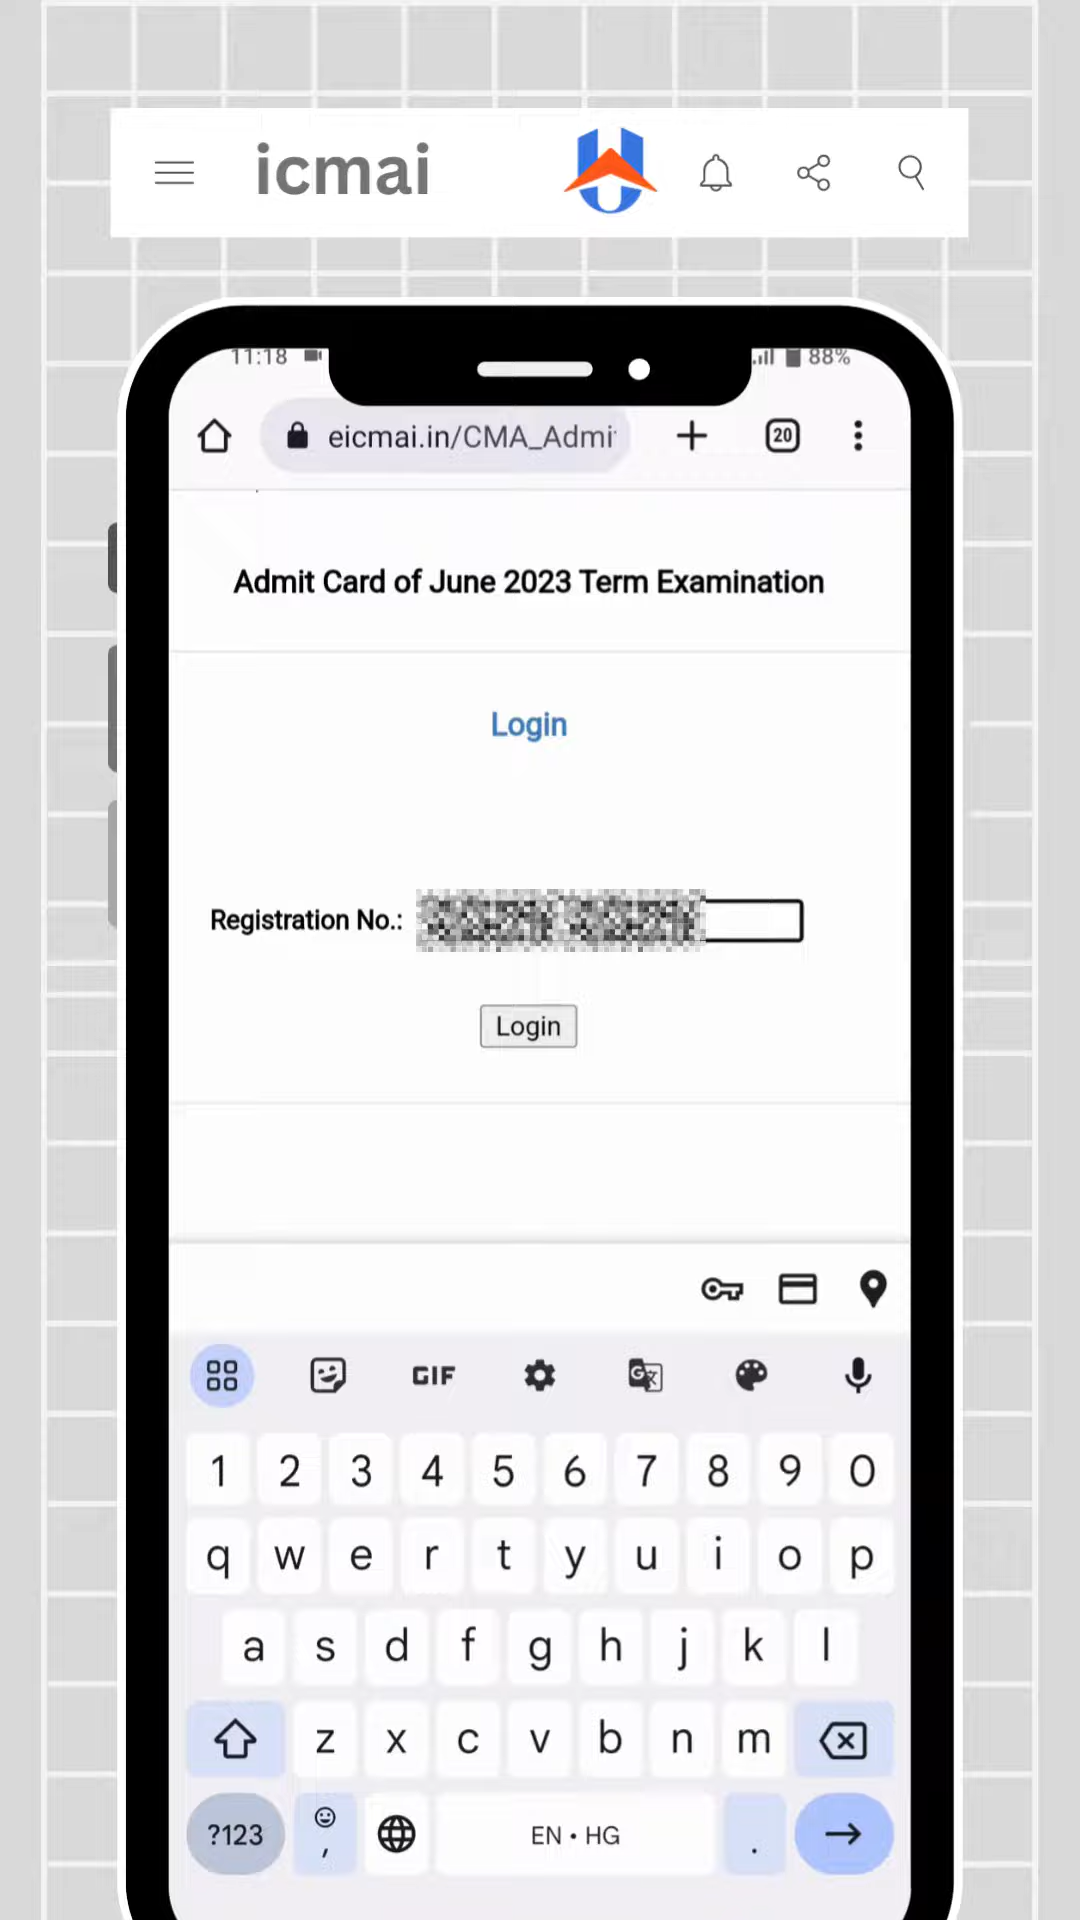 icmai
11:18 88%
eicmai.in/CMA_Admi
20
Admit Card of June 2023 Term Examination
Login
Registration No.:
Login
GIF
1 2 3 4 5 6 7 8 9 0
q w e r t y u i o p
a s d f g h j k l
z x c v b n m
?123 , EN • HG .